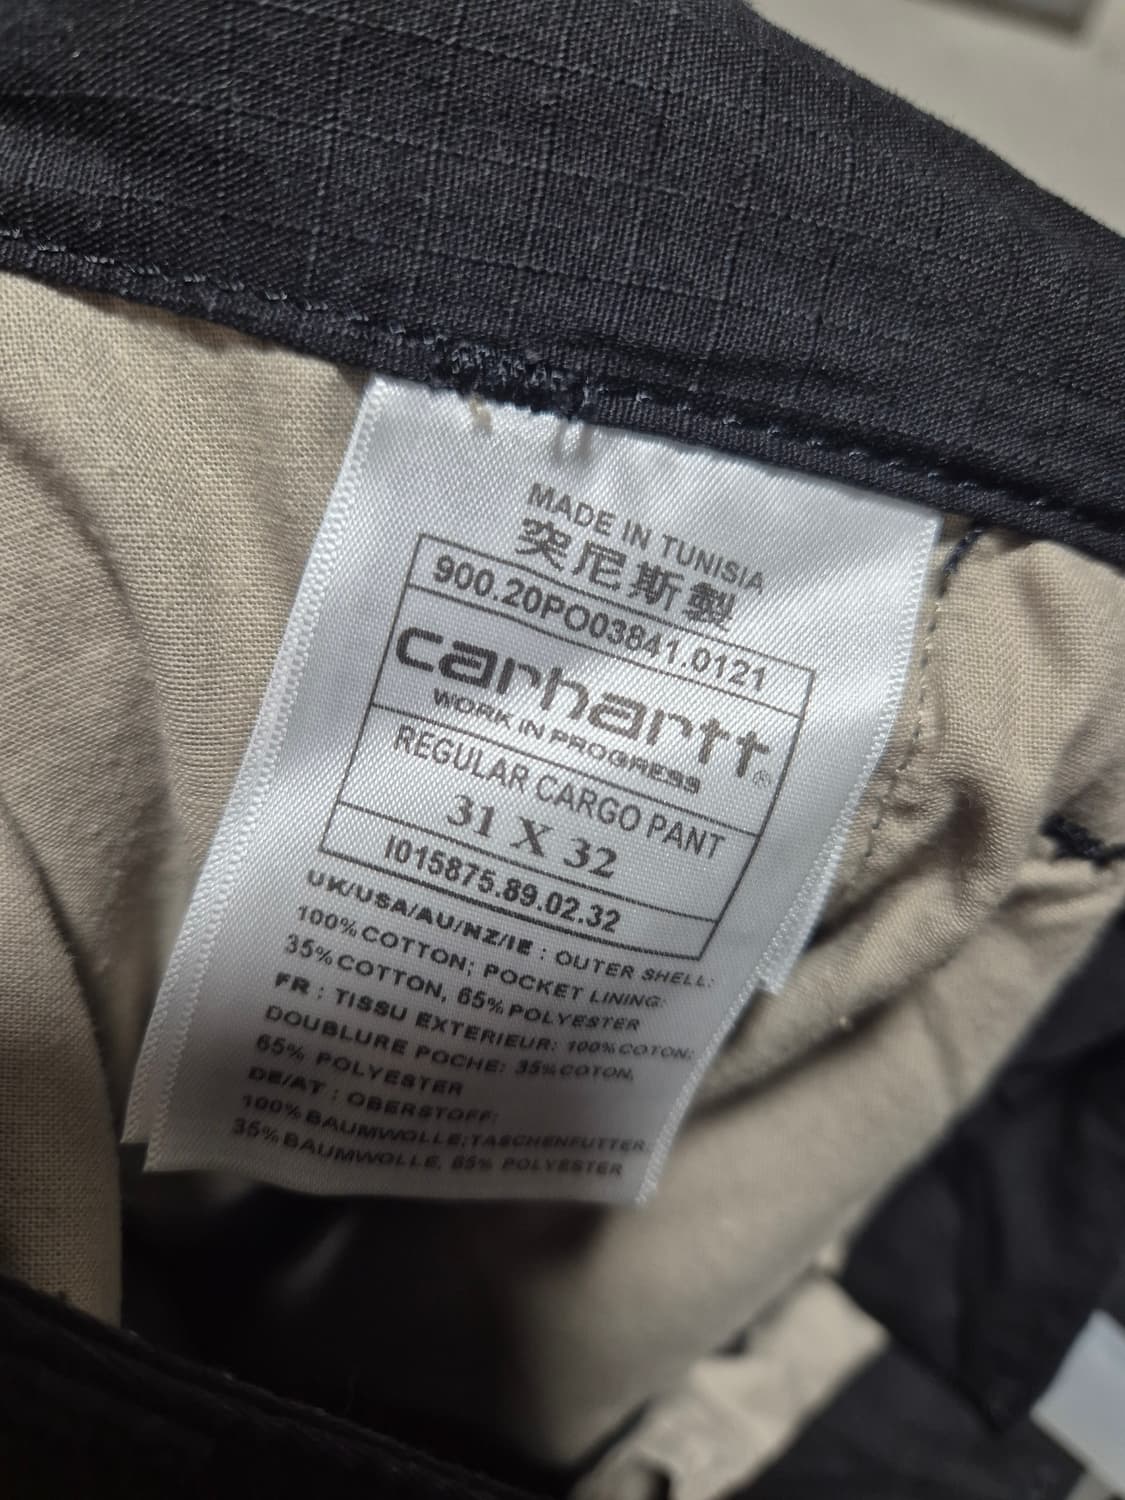 MADE IN TUNISIA
突尼斯製
900.20PO03841.0121
carhartt®
WORK IN PROGRESS
REGULAR CARGO PANT
31 X 32
I015875.89.02.32
UK/USA/AU/NZ/IE : OUTER SHELL:
100% COTTON; POCKET LINING:
35% COTTON, 65% POLYESTER
FR : TISSU EXTERIEUR: 100% COTON;
DOUBLURE POCHE: 35% COTON,
65% POLYESTER
DE/AT : OBERSTOFF:
100% BAUMWOLLE;TASCHENFUTTER:
35% BAUMWOLLE, 65% POLYESTER